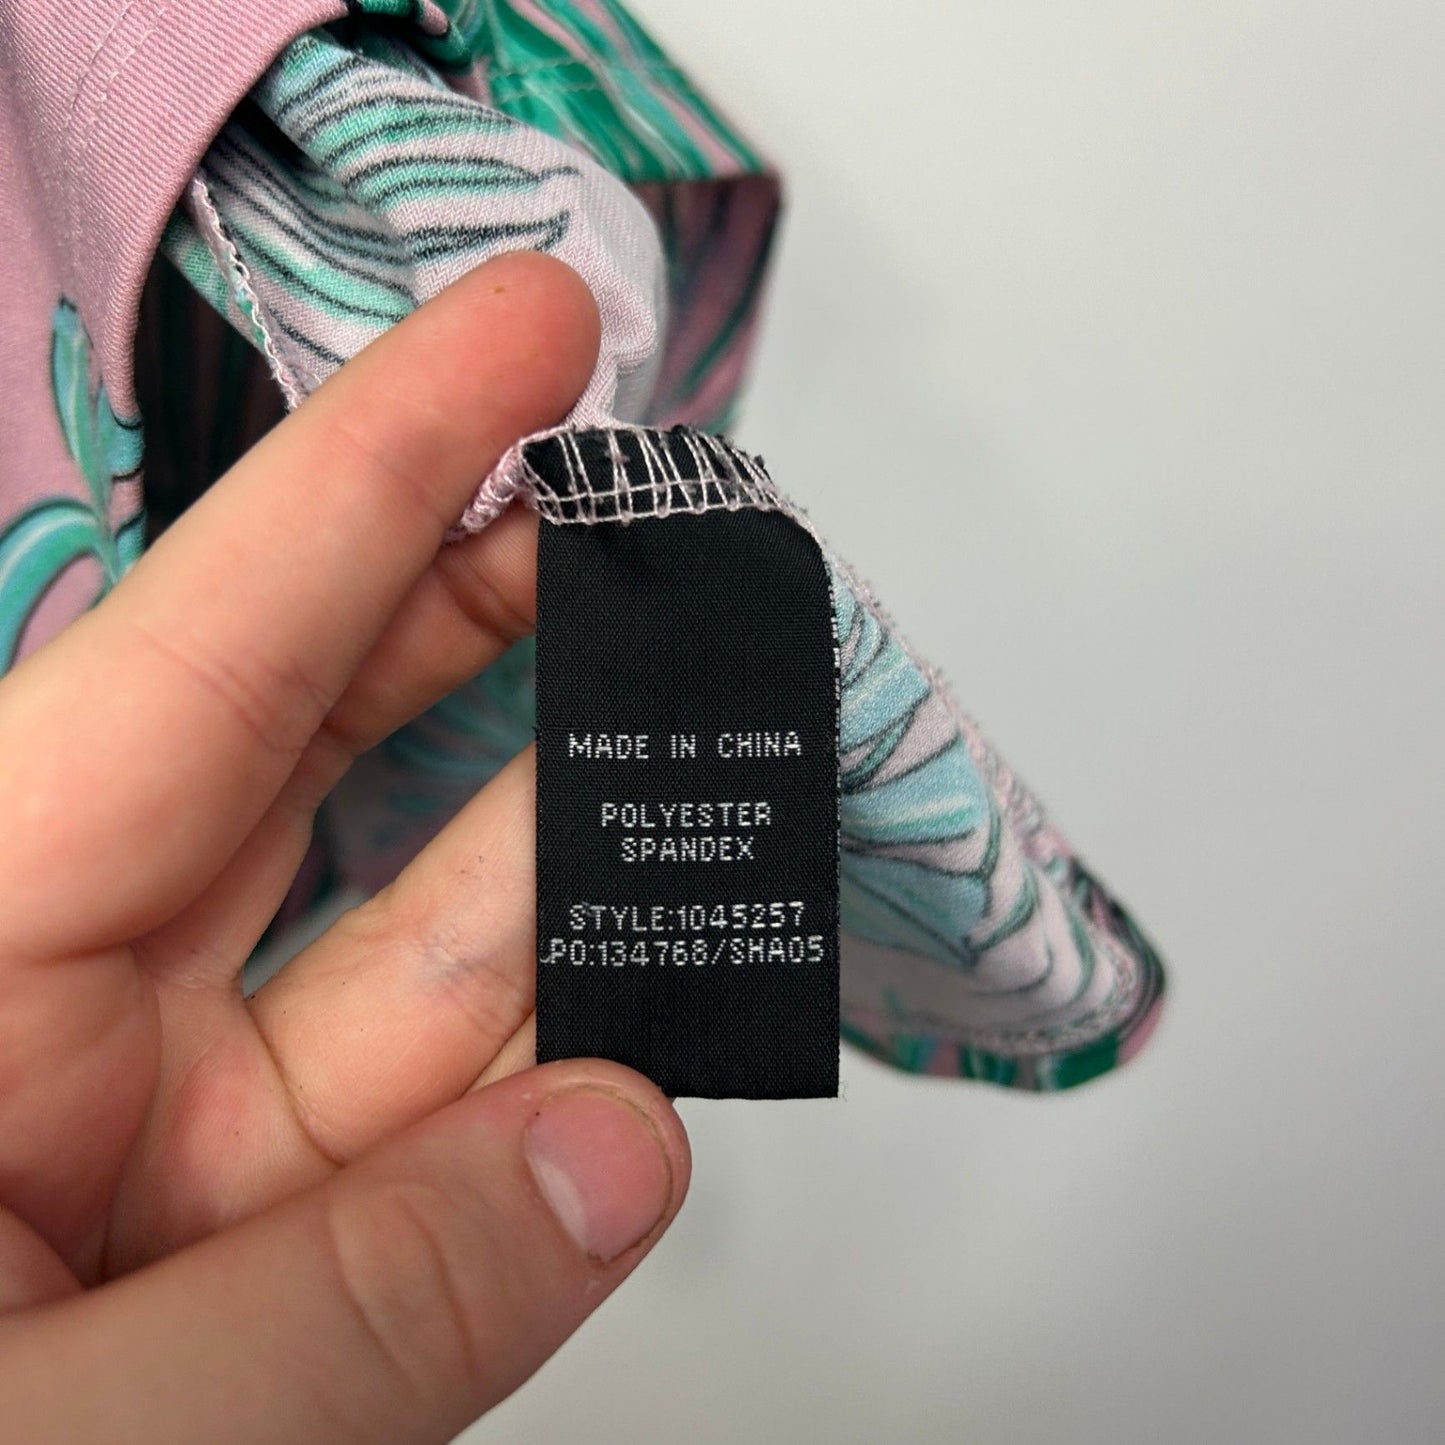 MADE IN CHINA
POLYESTER
SPANDEX
STYLE:1045257
PO:134768/SHA05